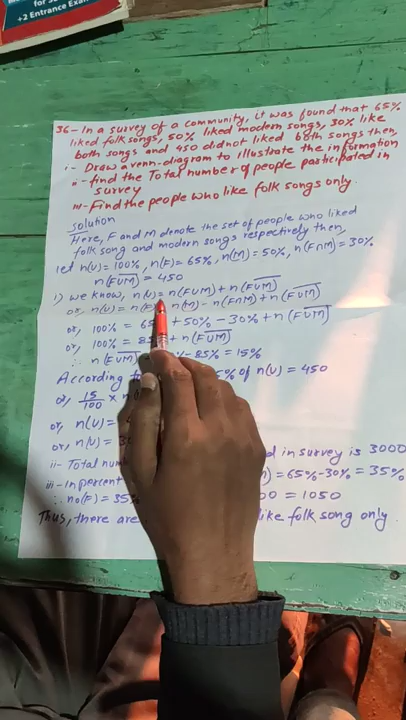 for
+2 Entrance Exam
36- In a survey of a community, it was found that 65%
liked folk songs, 50% liked modern songs, 30% like
both songs and 450 did not liked both songs then,
i- Draw a venn-diagram to illustrate the information
ii- find the Total number of people participated in
survey
iii- Find the people who like folk songs only.
Solution
Here, F and M denote the set of people who liked
folk song and modern songs respectively then,
let n(U) = 100%, n(F) = 65%, n(M) = 50%, n(F∩M) = 30%
n(F̅U̅M̅) = 450
i) we know, n(U) = n(FUM) + n(F̅U̅M̅)
or, n(U) = n(F) + n(M) - n(F∩M) + n(F̅U̅M̅)
or, 100% = 65% + 50% - 30% + n(F̅U̅M̅)
or, 100% = 85% + n(F̅U̅M̅)
∴ n(F̅U̅M̅) - 85% = 15%
According 5% of n(U) = 450
or, 15/100 × n
or, n(U) =
or, n(U) = 3
ii- Total num in survey is 3000
iii- In percent = 65% - 30% = 35%
∴ n₀(F) = 35% = 1050
Thus, there are like folk song only.